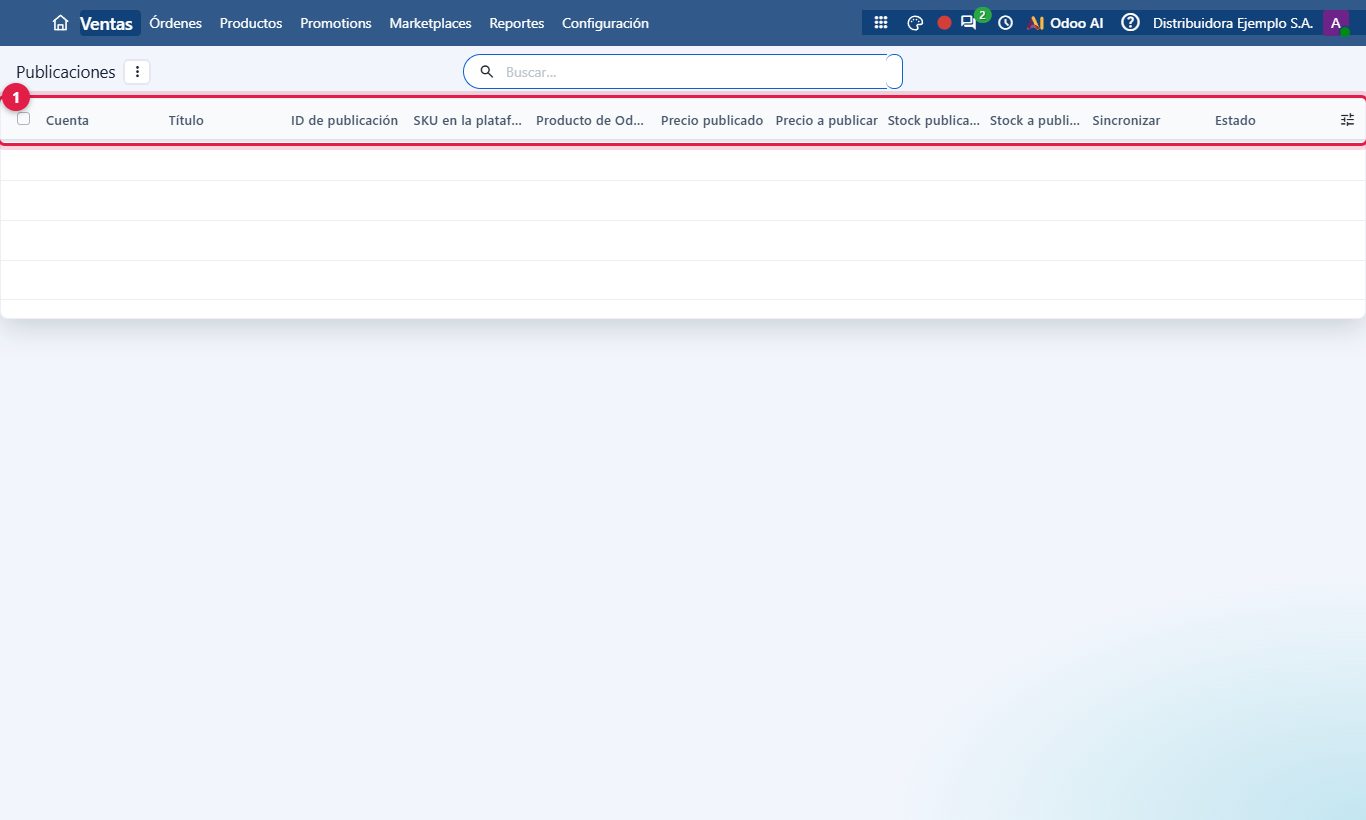 Ventas Órdenes Productos Promotions Marketplaces Reportes Configuración 2 Odoo AI Distribuidora Ejemplo S.A. A
Publicaciones Buscar...
1
Cuenta Título ID de publicación SKU en la plataf... Producto de Od... Precio publicado Precio a publicar Stock publica... Stock a publi... Sincronizar Estado